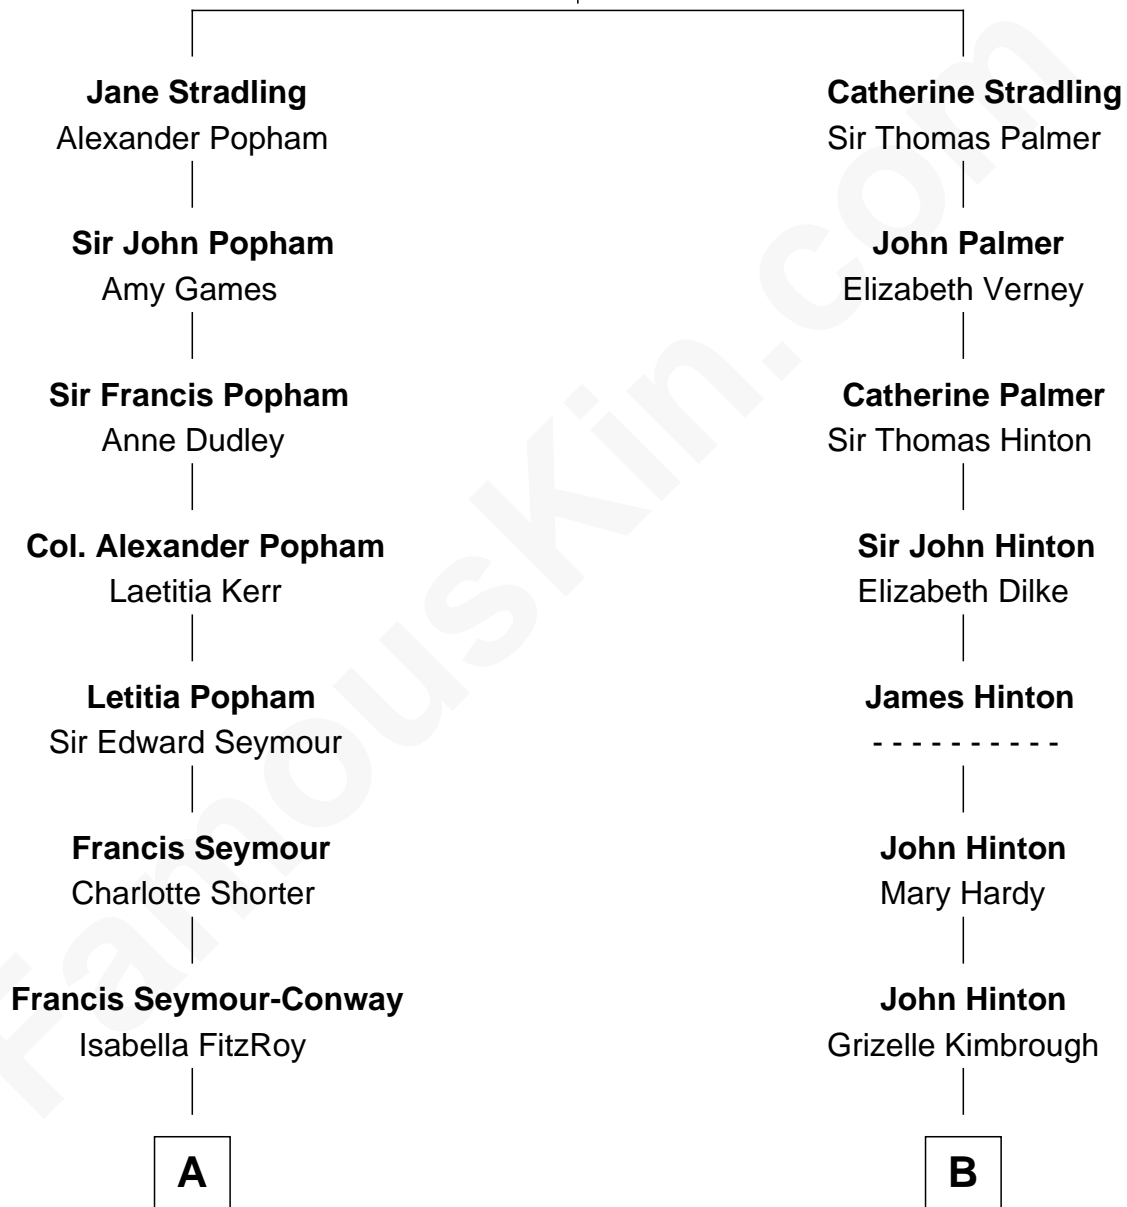 Jane Stradling
Alexander Popham
Sir John Popham
Amy Games
Sir Francis Popham
Anne Dudley
Col. Alexander Popham
Laetitia Kerr
Letitia Popham
Sir Edward Seymour
Francis Seymour
Charlotte Shorter
Francis Seymour-Conway
Isabella FitzRoy
A
Catherine Stradling
Sir Thomas Palmer
John Palmer
Elizabeth Verney
Catherine Palmer
Sir Thomas Hinton
Sir John Hinton
Elizabeth Dilke
James Hinton
- - - - - - - - - -
John Hinton
Mary Hardy
John Hinton
Grizelle Kimbrough
B
FamousKin.com